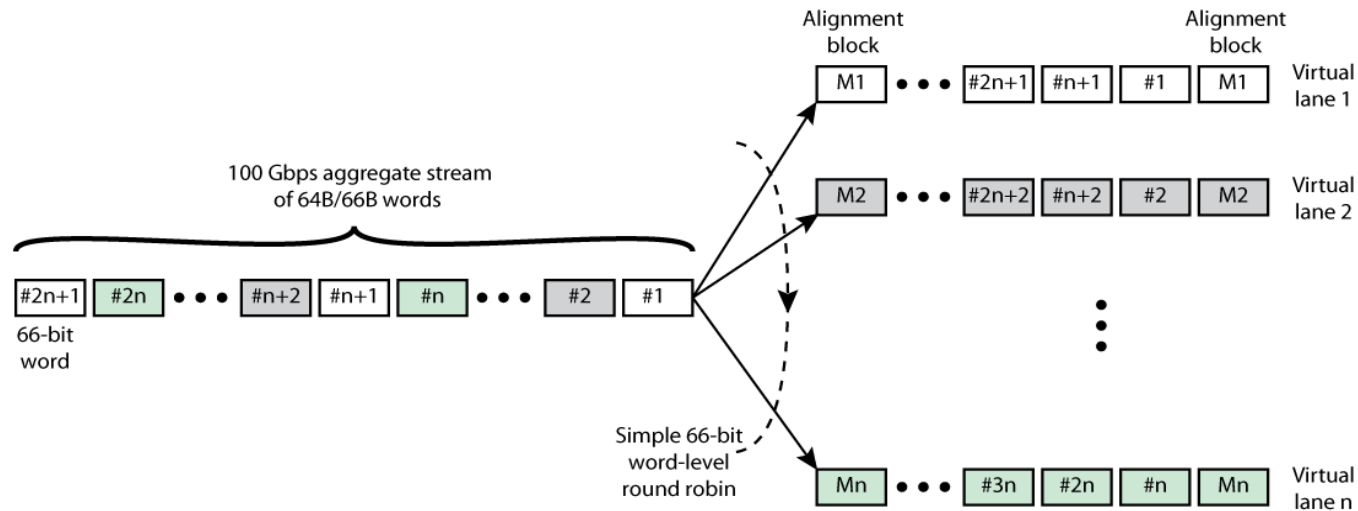 Alignment
block
Alignment
block
M1 ••• #2n+1 #n+1 #1 M1
Virtual
lane 1
100 Gbps aggregate stream
of 64B/66B words
M2 ••• #2n+2 #n+2 #2 M2
Virtual
lane 2
#2n+1 #2n ••• #n+2 #n+1 #n ••• #2 #1
66-bit
word
Simple 66-bit
word-level
round robin
Mn ••• #3n #2n #n Mn
Virtual
lane n